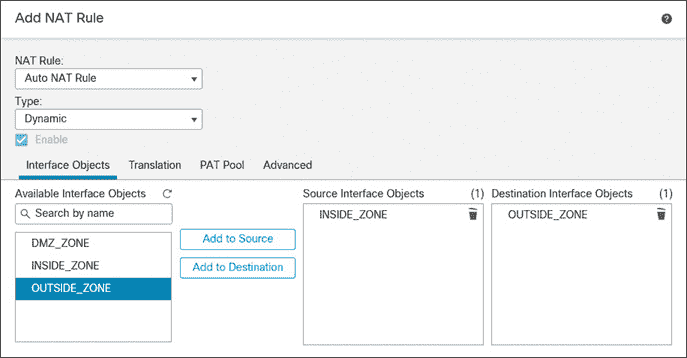 Add NAT Rule
?
NAT Rule:
Auto NAT Rule
Type:
Dynamic
Enable
Interface Objects Translation PAT Pool Advanced
Available Interface Objects
Search by name
DMZ_ZONE
INSIDE_ZONE
OUTSIDE_ZONE
Add to Source
Add to Destination
Source Interface Objects (1)
INSIDE_ZONE
Destination Interface Objects (1)
OUTSIDE_ZONE